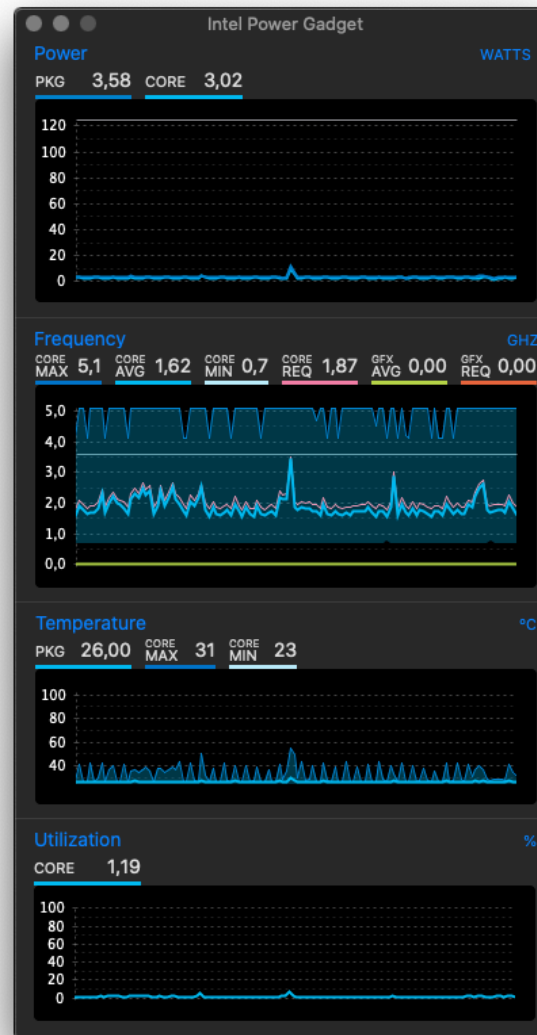 Intel Power Gadget
Power WATTS
PKG 3,58 CORE 3,02
120
100
80
60
40
20
0
Frequency GHZ
CORE MAX 5,1 CORE AVG 1,62 CORE MIN 0,7 CORE REQ 1,87 GFX AVG 0,00 GFX REQ 0,00
5,0
4,0
3,0
2,0
1,0
0,0
Temperature ºC
PKG 26,00 CORE MAX 31 CORE MIN 23
100
80
60
40
Utilization %
CORE 1,19
100
80
60
40
20
0